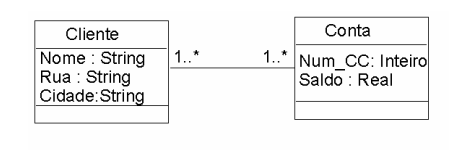 Cliente
Nome : String
Rua : String
Cidade:String
1..*
1..*
Conta
Num_CC: Inteiro
Saldo : Real